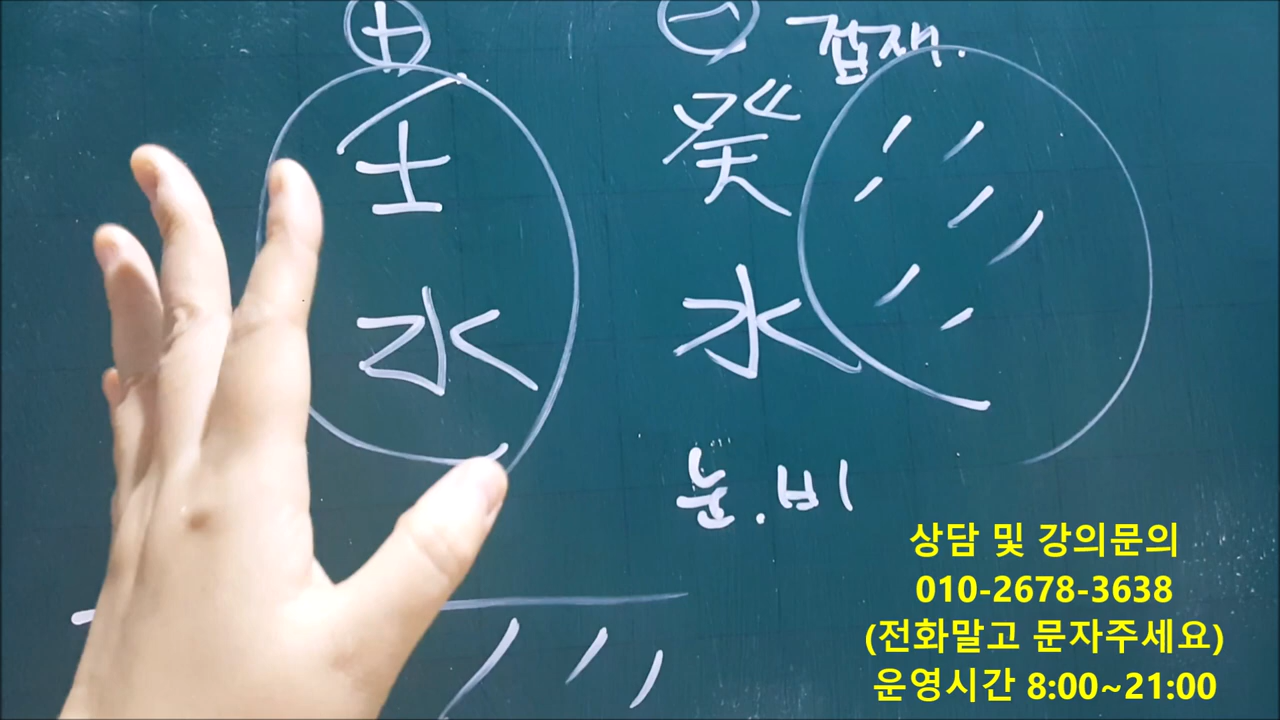 + − 겁재.
壬 癸
水 水
눈.비
상담 및 강의문의
010-2678-3638
(전화말고 문자주세요)
운영시간 8:00~21:00